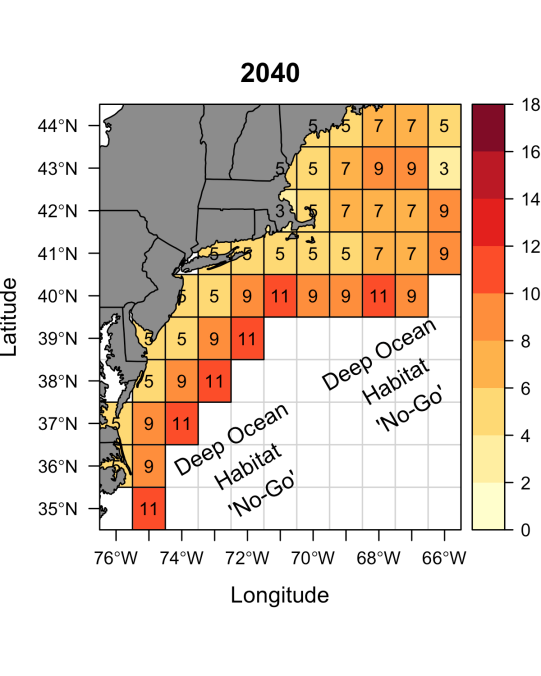 2040
44°N 5 5 7 7 5
43°N 5 5 7 9 9 3
42°N 3 5 7 7 7 9
41°N 5 5 5 5 5 7 7 9
40°N 5 5 9 11 9 9 11 9
39°N 5 5 9 11
38°N 5 9 11
37°N 5 9 11
36°N 5 9
35°N 11
Deep Ocean
Habitat
'No-Go'
Deep Ocean
Habitat
'No-Go'
76°W 74°W 72°W 70°W 68°W 66°W
Longitude
Latitude
18
16
14
12
10
8
6
4
2
0